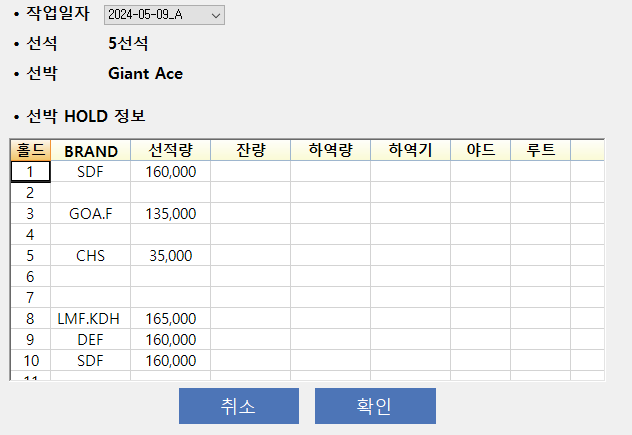 • 작업일자 2024-05-09_A
• 선석 5선석
• 선박 Giant Ace
• 선박 HOLD 정보
홀드 BRAND 선적량 잔량 하역량 하역기 야드 루트
1 SDF 160,000
2
3 GOA.F 135,000
4
5 CHS 35,000
6
7
8 LMF.KDH 165,000
9 DEF 160,000
10 SDF 160,000
11
취소 확인